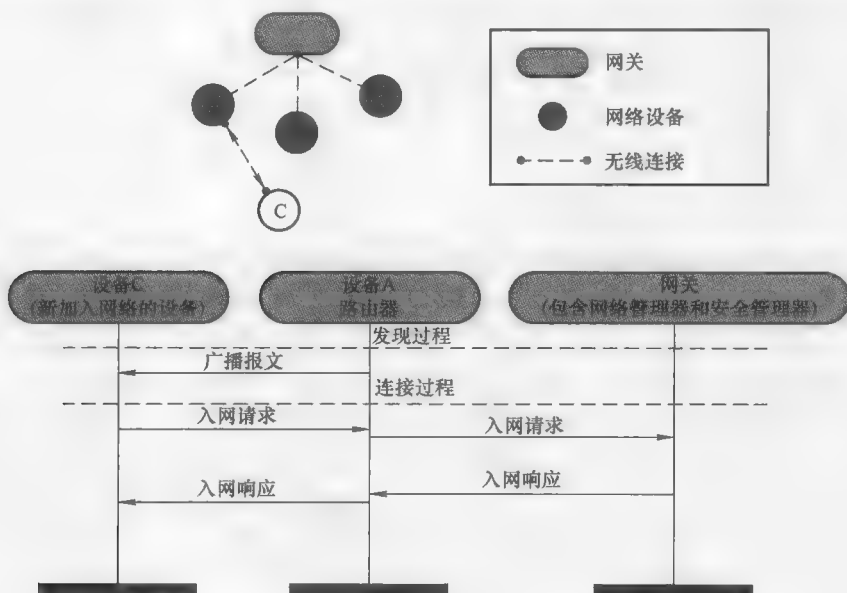 网关
网络设备
无线连接
C
设备C
(新加入网络的设备)
设备A
路由器
网关
(包含网络管理器和安全管理器)
发现过程
广播报文
连接过程
入网请求
入网请求
入网响应
入网响应